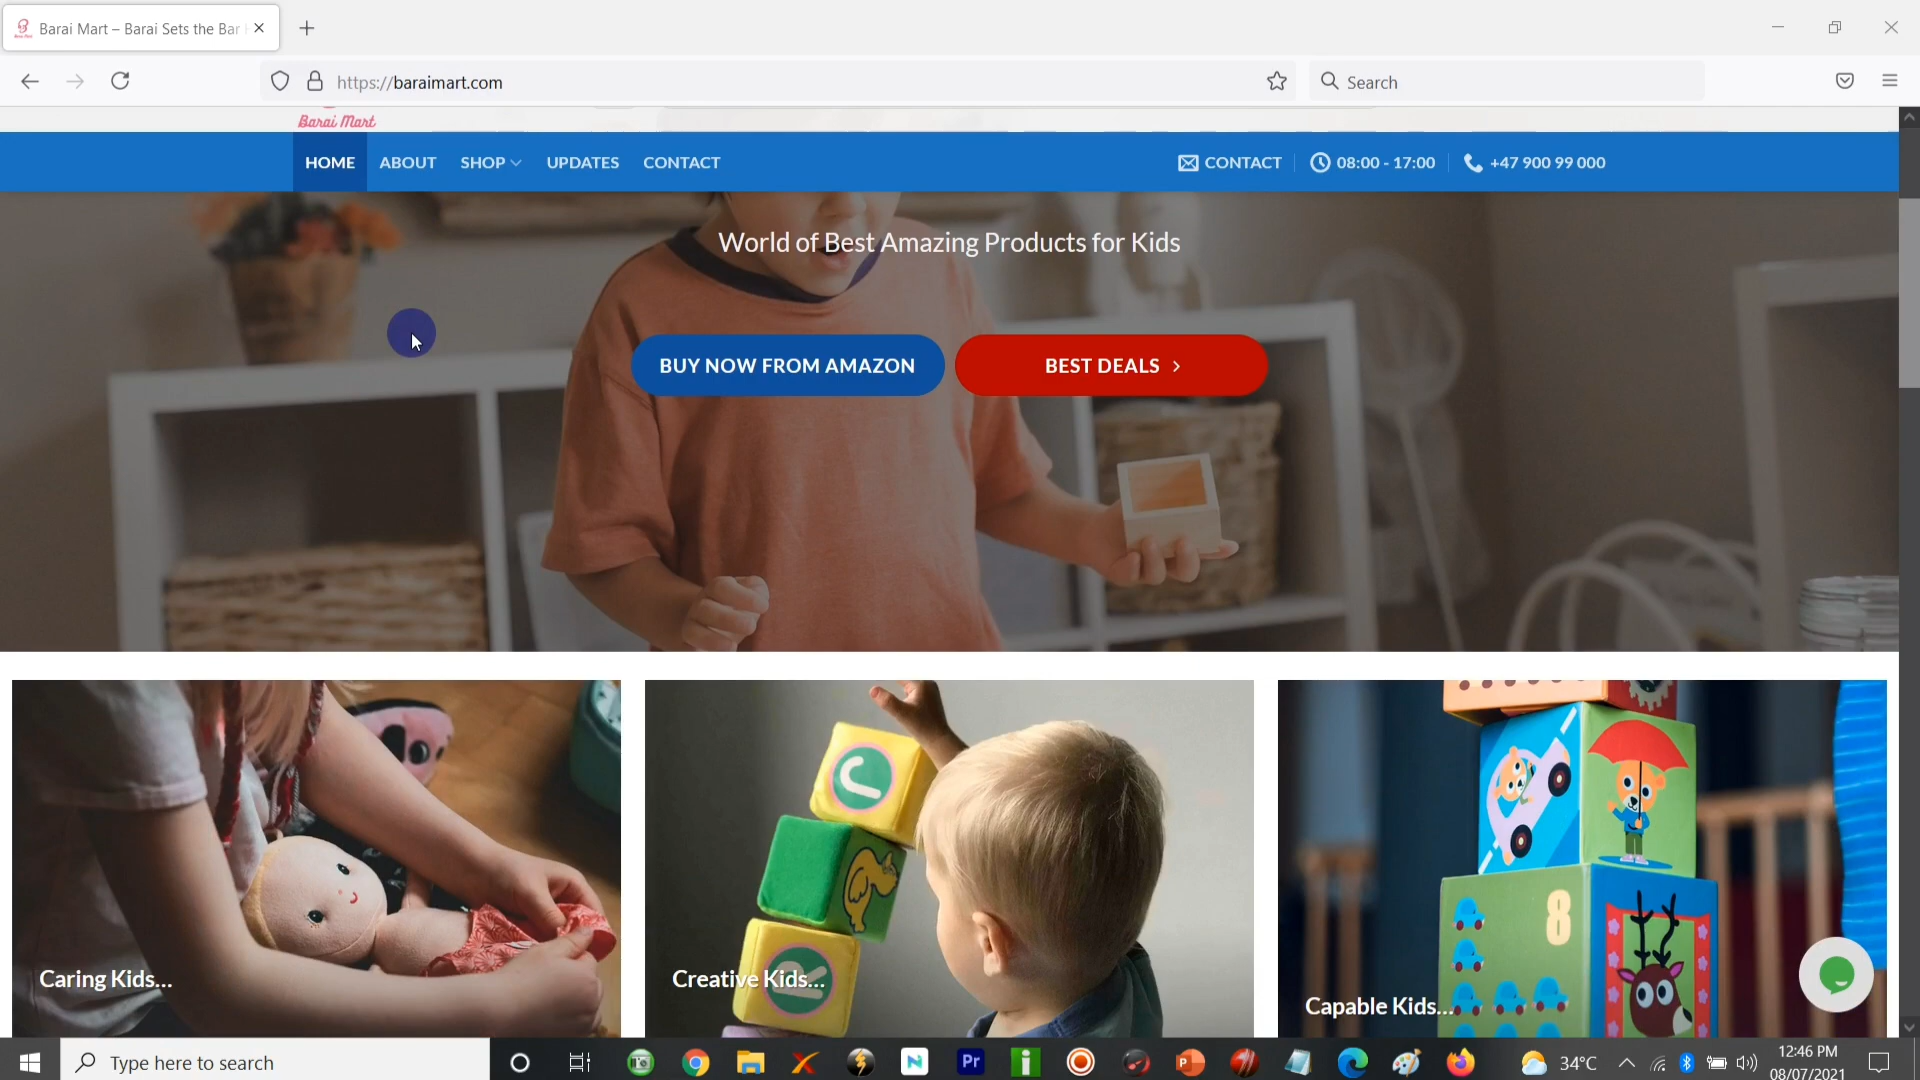 Barai Mart – Barai Sets the Bar
https://baraimart.com
Search
Barai Mart
HOME
ABOUT
SHOP
UPDATES
CONTACT
CONTACT
08:00 - 17:00
+47 900 99 000
World of Best Amazing Products for Kids
BUY NOW FROM AMAZON
BEST DEALS
8
Caring Kids...
Creative Kids...
Capable Kids...
Type here to search
N
Pr
P
34°C
12:46 PM
08/07/2021